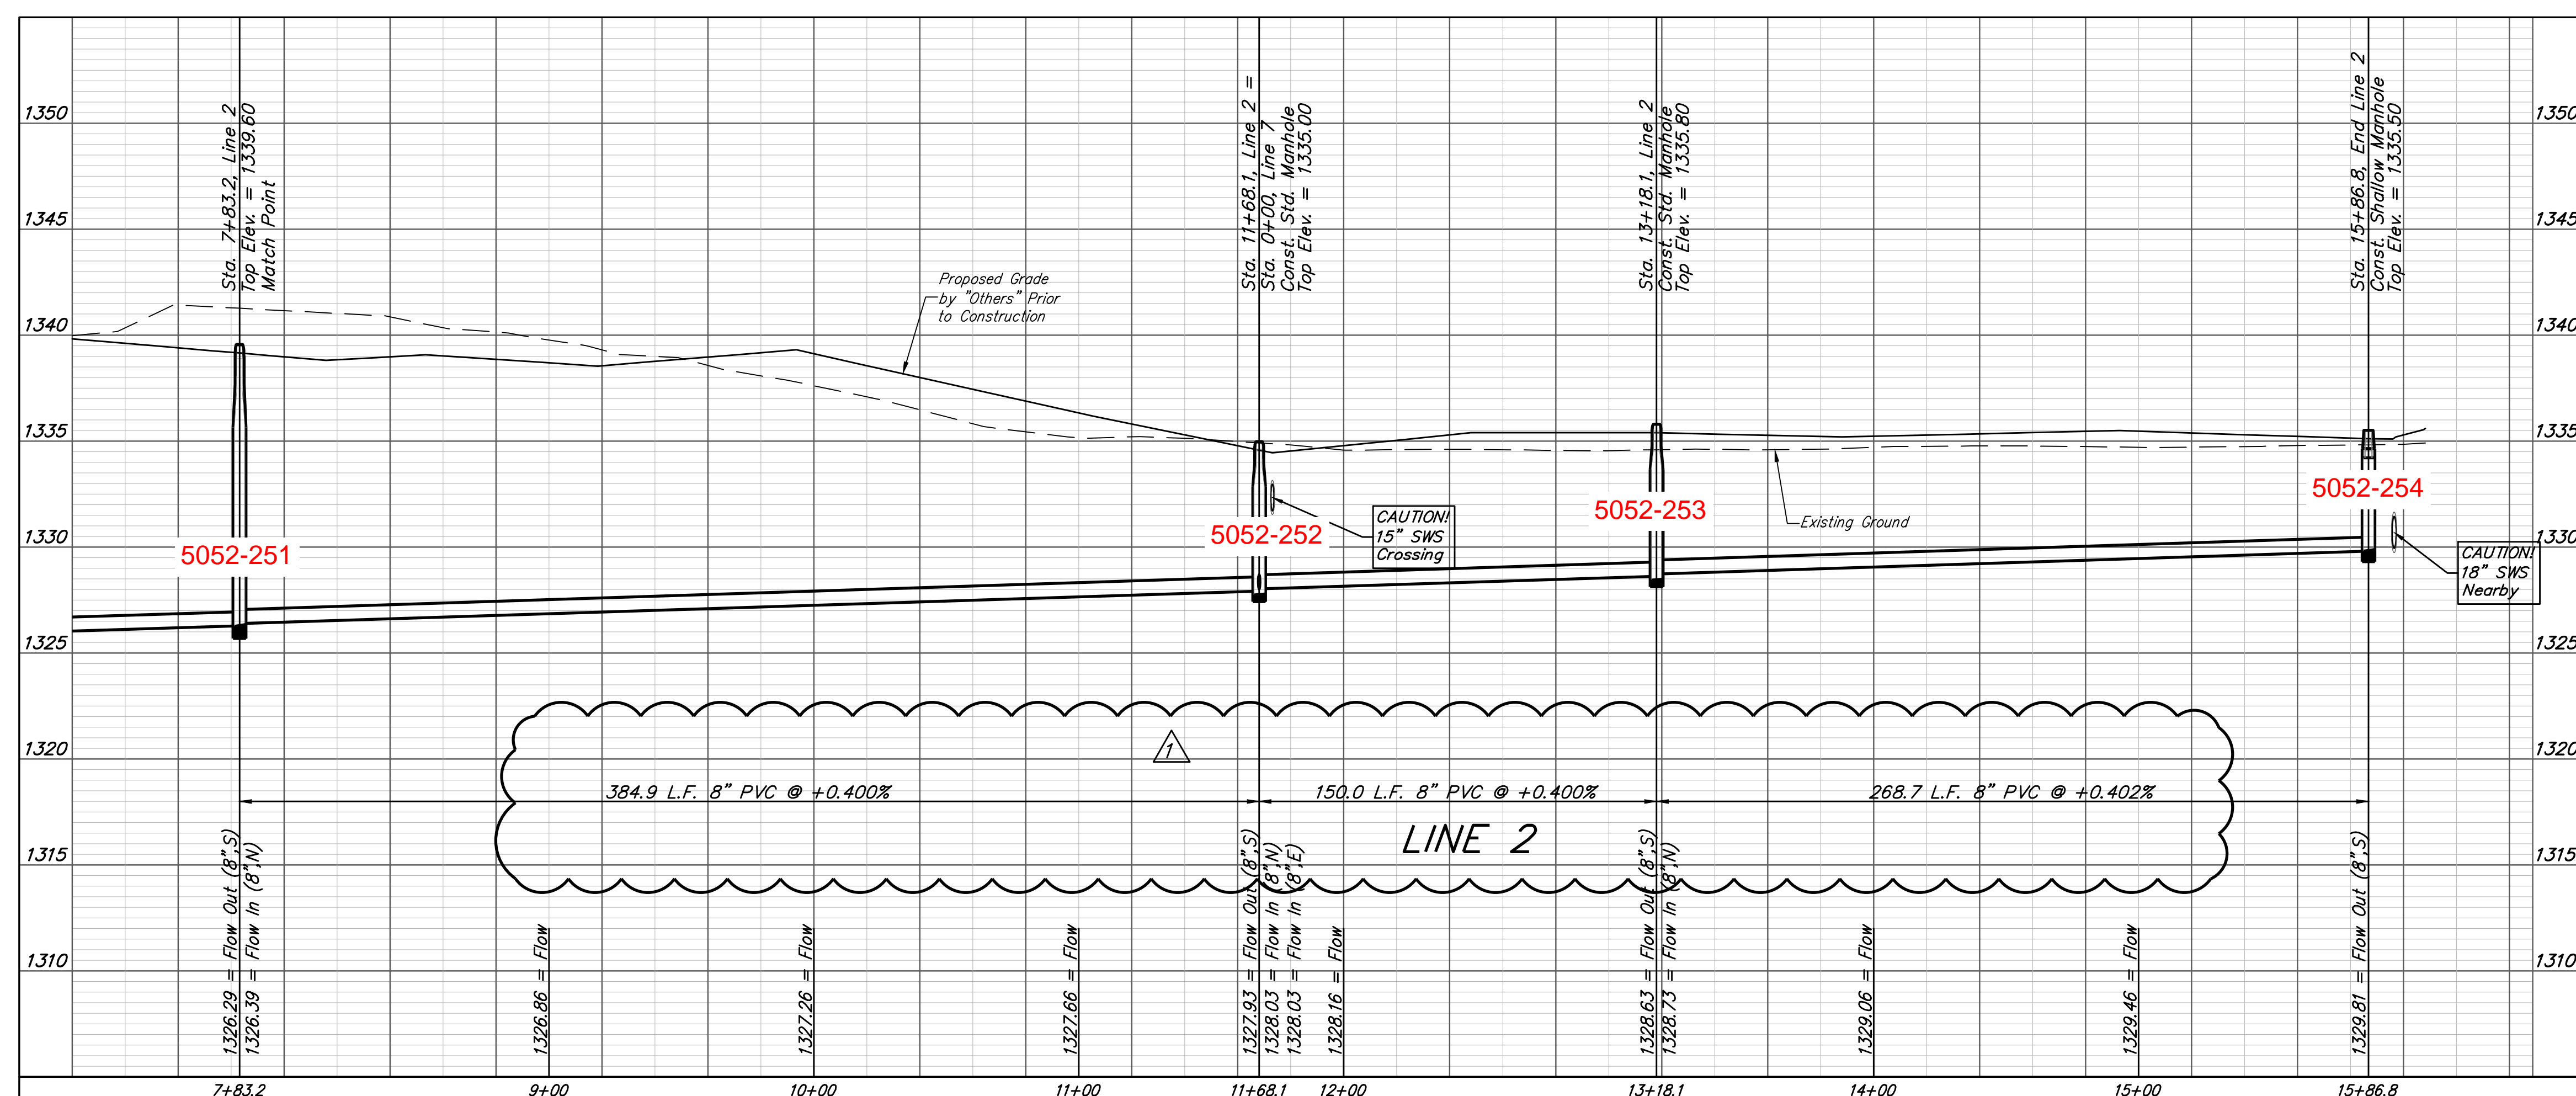 Sta. 7+83.2, Line 2
Top Elev. = 1339.60
Match Point
Sta. 11+68.1, Line 2 =
Sta. 0+00, Line 7
Const. Std. Manhole
Top Elev. = 1335.00
Sta. 13+18.1, Line 2
Const. Std. Manhole
Top Elev. = 1335.80
Sta. 15+86.8, End Line 2
Const. Shallow Manhole
Top Elev. = 1335.50
1350
1345
1340
1335
1330
1325
1320
1315
1310
1350
1345
1340
1335
1330
1325
1320
1315
1310
Proposed Grade
by "Others" Prior
to Construction
5052-251
5052-252
5052-253
5052-254
CAUTION!
15" SWS
Crossing
Existing Ground
CAUTION!
18" SWS
Nearby
1
384.9 L.F. 8" PVC @ +0.400%
150.0 L.F. 8" PVC @ +0.400%
268.7 L.F. 8" PVC @ +0.402%
LINE 2
1326.29 = Flow Out (8",S)
1326.39 = Flow In (8",N)
1326.86 = Flow
1327.26 = Flow
1327.66 = Flow
1327.93 = Flow Out (8",S)
1328.03 = Flow In (8",N)
1328.03 = Flow In (8",E)
1328.16 = Flow
1328.63 = Flow Out (8",S)
1328.73 = Flow In (8",N)
1329.06 = Flow
1329.46 = Flow
1329.81 = Flow Out (8",S)
7+83.2
9+00
10+00
11+00
11+68.1
12+00
13+18.1
14+00
15+00
15+86.8